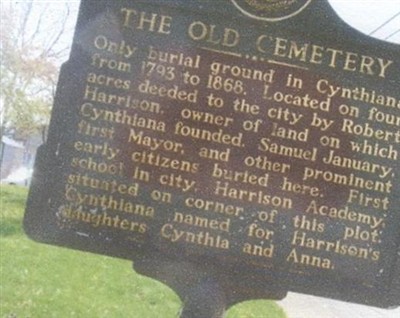 THE OLD CEMETERY
Only burial ground in Cynthiana
from 1793 to 1868. Located on four
acres deeded to the city by Robert
Harrison, owner of land on which
Cynthiana founded. Samuel January,
first Mayor, and other prominent
early citizens buried here. First
school in city, Harrison Academy,
situated on corner of this plot.
Cynthiana named for Harrison's
daughters Cynthia and Anna.